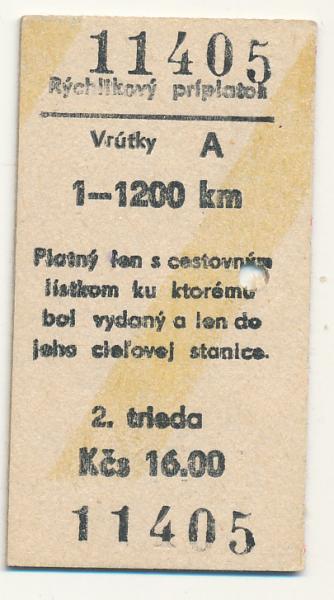 11405
Rýchlikový príplatok
Vrútky A
1—1200 km
Platný len s cestovným
lístkom ku ktorému
bol vydaný a len do
jeho cieľovej stanice.
2. trieda
Kčs 16.00
11405